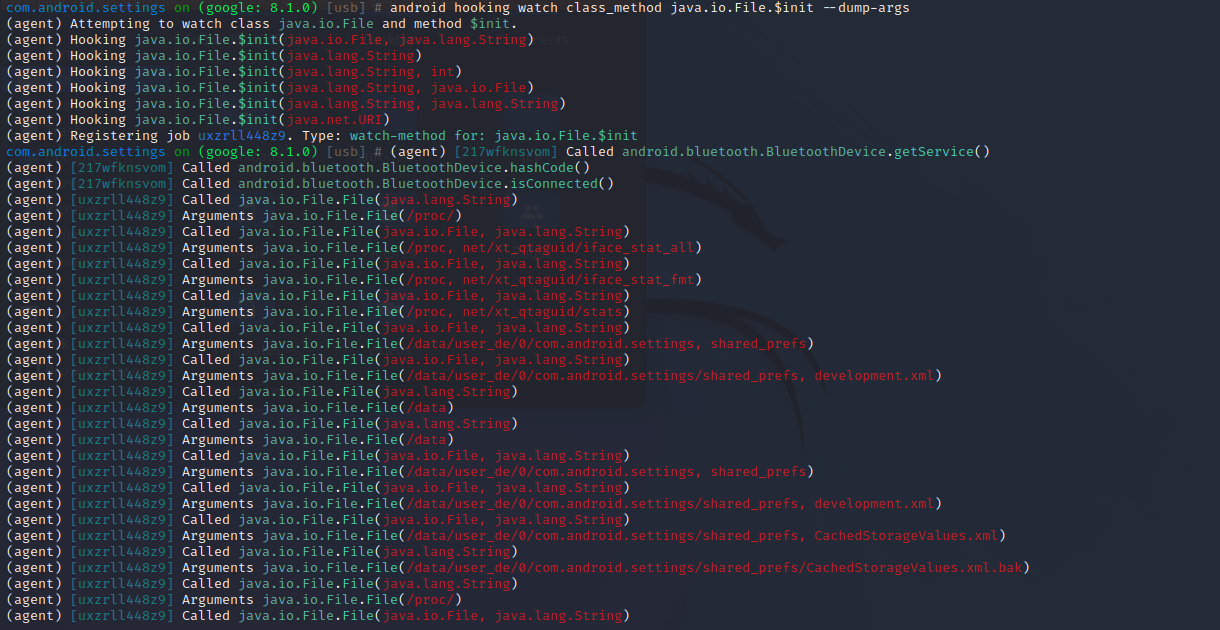 com.android.settings on (google: 8.1.0) [usb] # android hooking watch class_method java.io.File.$init --dump-args
(agent) Attempting to watch class java.io.File and method $init.
(agent) Hooking java.io.File.$init(java.io.File, java.lang.String)
(agent) Hooking java.io.File.$init(java.lang.String)
(agent) Hooking java.io.File.$init(java.lang.String, int)
(agent) Hooking java.io.File.$init(java.lang.String, java.io.File)
(agent) Hooking java.io.File.$init(java.lang.String, java.lang.String)
(agent) Hooking java.io.File.$init(java.net.URI)
(agent) Registering job uxzrll448z9. Type: watch-method for: java.io.File.$init
com.android.settings on (google: 8.1.0) [usb] # (agent) [217wfknsvom] Called android.bluetooth.BluetoothDevice.getService()
(agent) [217wfknsvom] Called android.bluetooth.BluetoothDevice.hashCode()
(agent) [217wfknsvom] Called android.bluetooth.BluetoothDevice.isConnected()
(agent) [uxzrll448z9] Called java.io.File.File(java.lang.String)
(agent) [uxzrll448z9] Arguments java.io.File.File(/proc/)
(agent) [uxzrll448z9] Called java.io.File.File(java.io.File, java.lang.String)
(agent) [uxzrll448z9] Arguments java.io.File.File(/proc, net/xt_qtaguid/iface_stat_all)
(agent) [uxzrll448z9] Called java.io.File.File(java.io.File, java.lang.String)
(agent) [uxzrll448z9] Arguments java.io.File.File(/proc, net/xt_qtaguid/iface_stat_fmt)
(agent) [uxzrll448z9] Called java.io.File.File(java.io.File, java.lang.String)
(agent) [uxzrll448z9] Arguments java.io.File.File(/proc, net/xt_qtaguid/stats)
(agent) [uxzrll448z9] Called java.io.File.File(java.io.File, java.lang.String)
(agent) [uxzrll448z9] Arguments java.io.File.File(/data/user_de/0/com.android.settings, shared_prefs)
(agent) [uxzrll448z9] Called java.io.File.File(java.io.File, java.lang.String)
(agent) [uxzrll448z9] Arguments java.io.File.File(/data/user_de/0/com.android.settings/shared_prefs, development.xml)
(agent) [uxzrll448z9] Called java.io.File.File(java.lang.String)
(agent) [uxzrll448z9] Arguments java.io.File.File(/data)
(agent) [uxzrll448z9] Called java.io.File.File(java.lang.String)
(agent) [uxzrll448z9] Arguments java.io.File.File(/data)
(agent) [uxzrll448z9] Called java.io.File.File(java.io.File, java.lang.String)
(agent) [uxzrll448z9] Arguments java.io.File.File(/data/user_de/0/com.android.settings, shared_prefs)
(agent) [uxzrll448z9] Called java.io.File.File(java.io.File, java.lang.String)
(agent) [uxzrll448z9] Arguments java.io.File.File(/data/user_de/0/com.android.settings/shared_prefs, development.xml)
(agent) [uxzrll448z9] Called java.io.File.File(java.io.File, java.lang.String)
(agent) [uxzrll448z9] Arguments java.io.File.File(/data/user_de/0/com.android.settings/shared_prefs, CachedStorageValues.xml)
(agent) [uxzrll448z9] Called java.io.File.File(java.lang.String)
(agent) [uxzrll448z9] Arguments java.io.File.File(/data/user_de/0/com.android.settings/shared_prefs/CachedStorageValues.xml.bak)
(agent) [uxzrll448z9] Called java.io.File.File(java.lang.String)
(agent) [uxzrll448z9] Arguments java.io.File.File(/proc/)
(agent) [uxzrll448z9] Called java.io.File.File(java.io.File, java.lang.String)